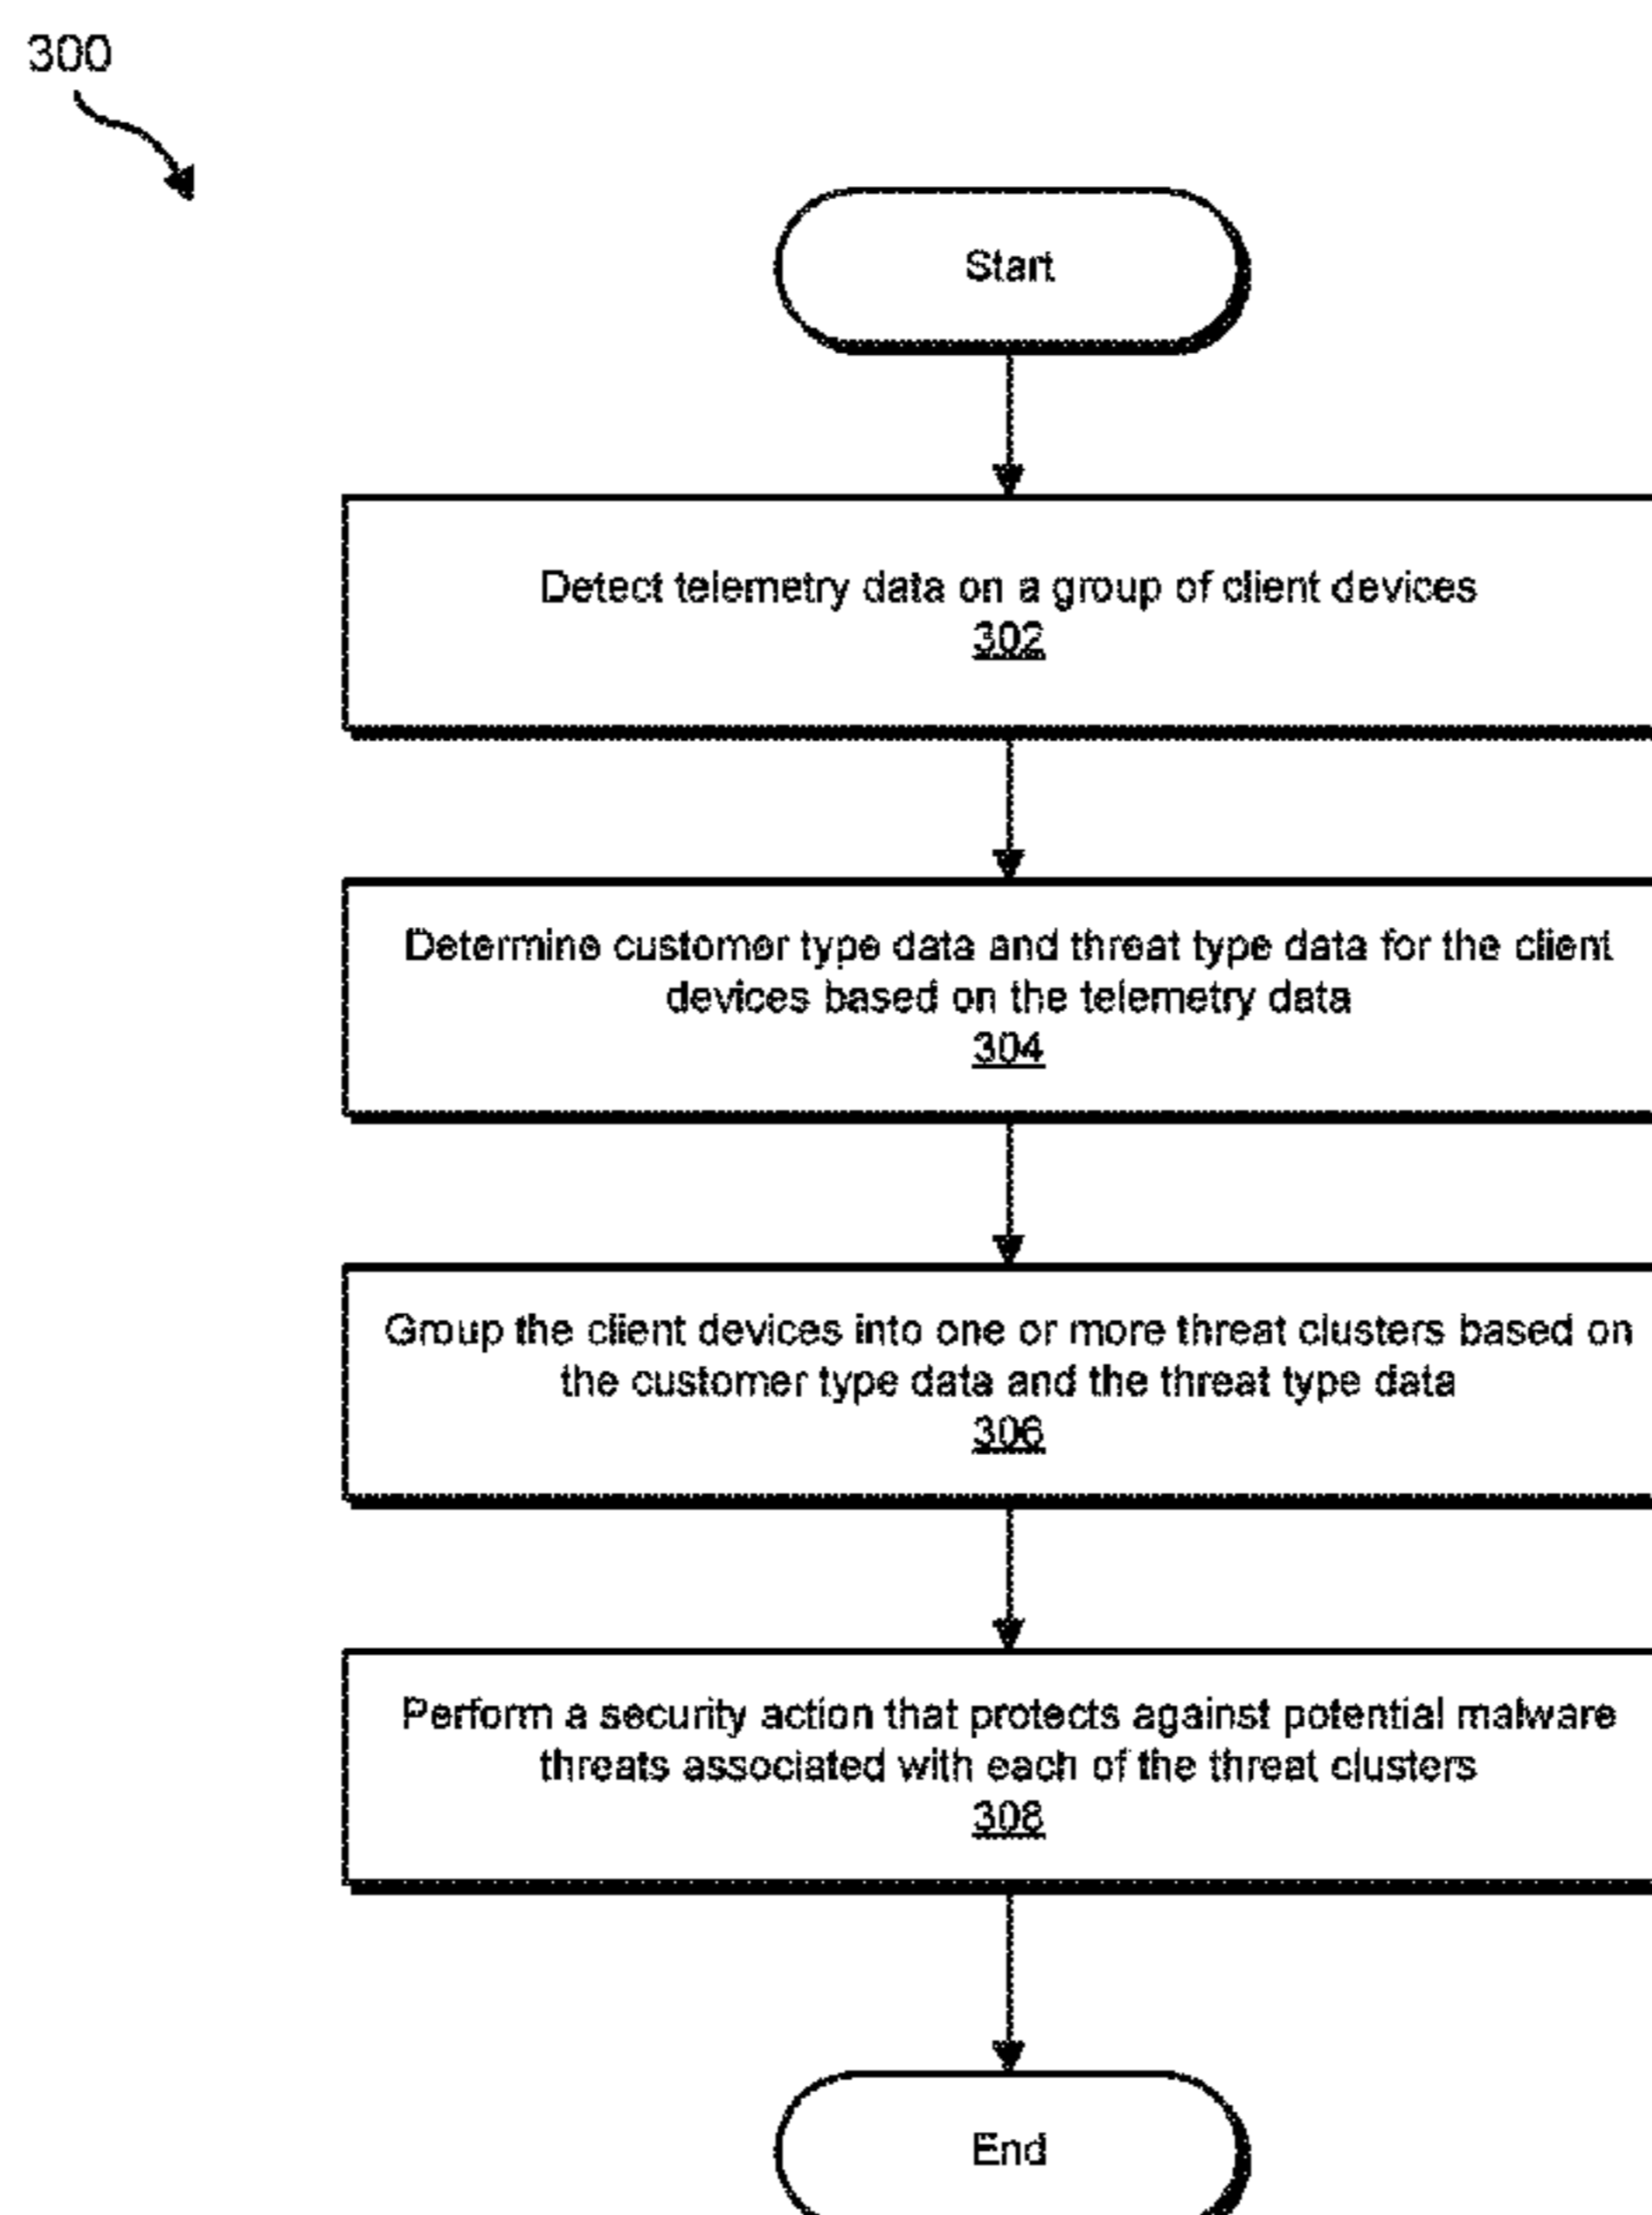 300
Start
Detect telemetry data on a group of client devices
302
Determine customer type data and threat type data for the client
devices based on the telemetry data
304
Group the client devices into one or more threat clusters based on
the customer type data and the threat type data
306
Perform a security action that protects against potential malware
threats associated with each of the threat clusters
308
End